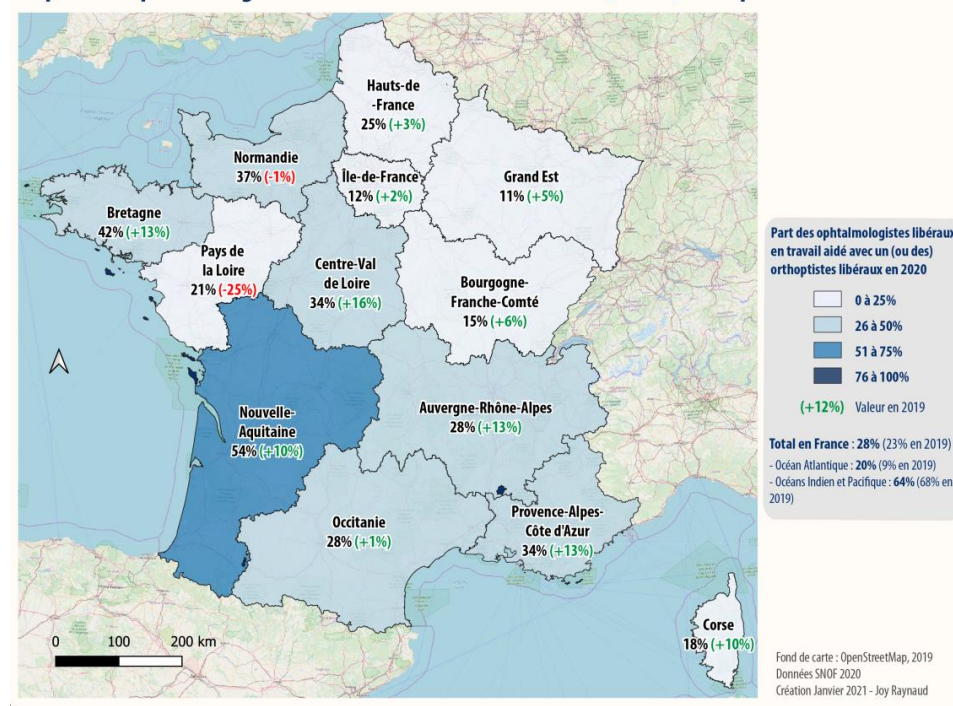 Hauts-de
-France
25% (+3%)
Normandie
37% (-1%)
Île-de-France
12% (+2%)
Grand Est
11% (+5%)
Bretagne
42% (+13%)
Pays de
la Loire
21% (-25%)
Centre-Val
de Loire
34% (+16%)
Bourgogne-
Franche-Comté
15% (+6%)
Nouvelle-
Aquitaine
54% (+10%)
Auvergne-Rhône-Alpes
28% (+13%)
Occitanie
28% (+1%)
Provence-Alpes-
Côte d'Azur
34% (+13%)
Corse
18% (+10%)
0 100 200 km
Part des ophtalmologistes libéraux
en travail aidé avec un (ou des)
orthoptistes libéraux en 2020
0 à 25%
26 à 50%
51 à 75%
76 à 100%
(+12%) Valeur en 2019
Total en France : 28% (23% en 2019)
- Océan Atlantique : 20% (9% en 2019)
- Océans Indien et Pacifique : 64% (68% en
2019)
Fond de carte : OpenStreetMap, 2019
Données SNOF 2020
Création Janvier 2021 - Joy Raynaud